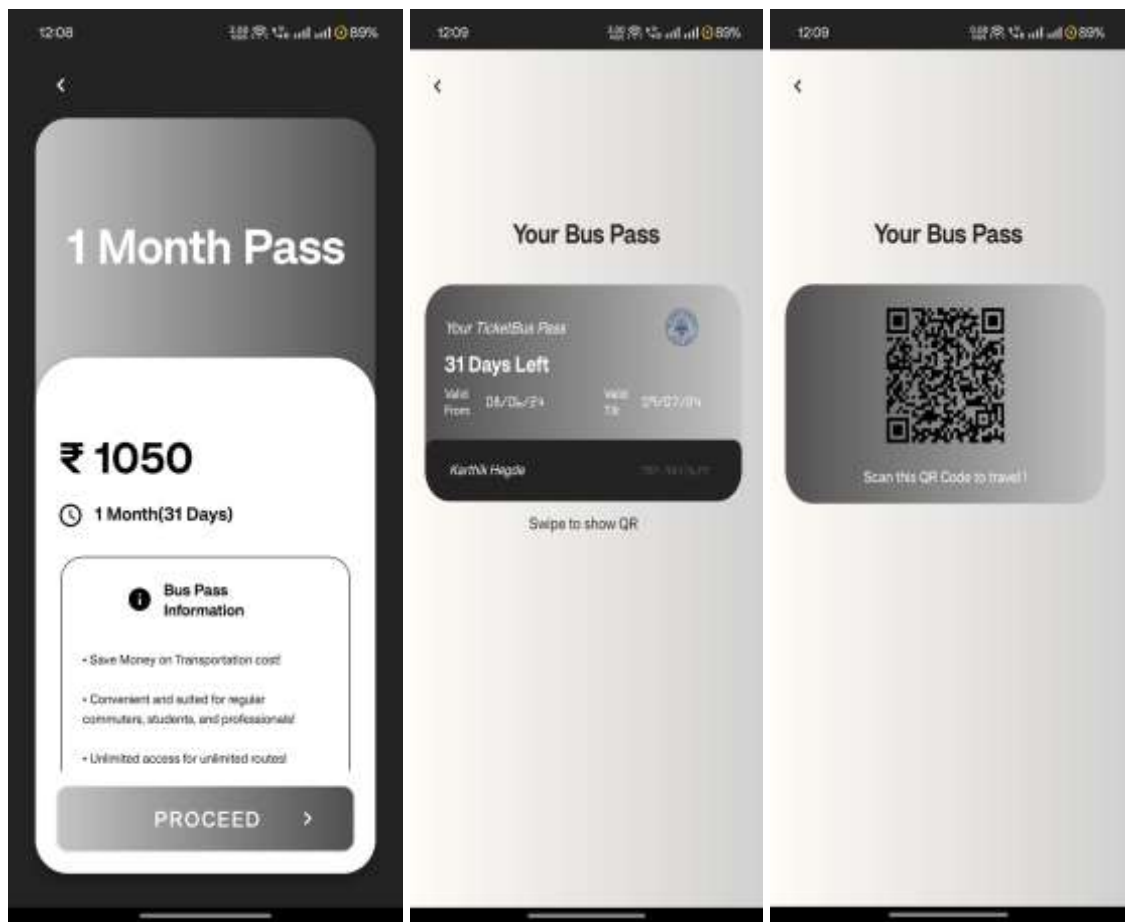 12:08
89%
1 Month Pass
₹ 1050
1 Month(31 Days)
Bus Pass
Information
• Save Money on Transportation cost!
• Convenient and suited for regular
commuters, students, and professionals!
• Unlimited access for unlimited routes!
PROCEED
12:09
89%
Your Bus Pass
Your TicketBus Pass
31 Days Left
Valid
From
08/06/24
Valid
Till
Karthik Hegde
Swipe to show QR
12:09
89%
Your Bus Pass
Scan this QR Code to travel !